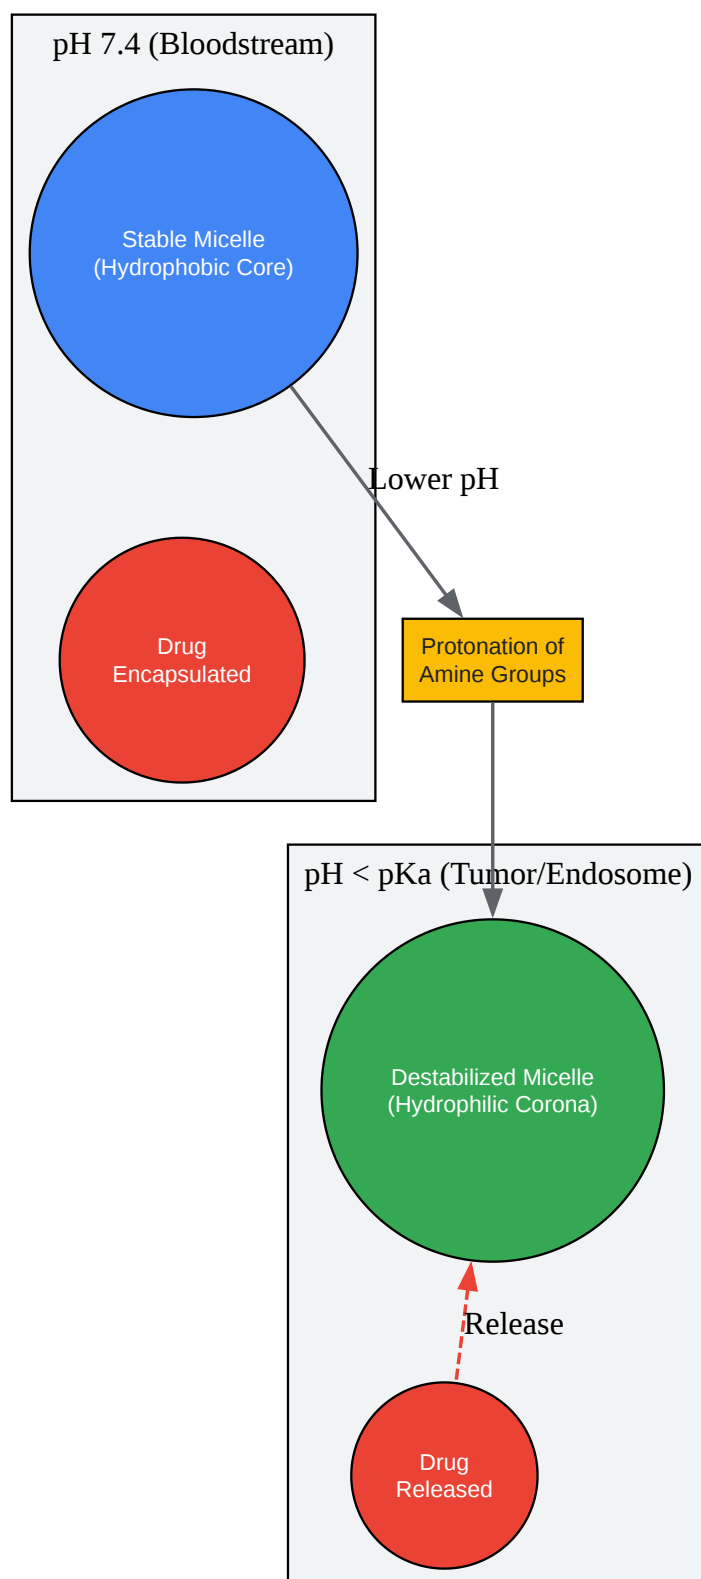 pH 7.4 (Bloodstream)
Stable Micelle
(Hydrophobic Core)
Lower pH
Drug
Encapsulated
Protonation of
Amine Groups
pH < pKa (Tumor/Endosome)
Destabilized Micelle
(Hydrophilic Corona)
Release
Drug
Released